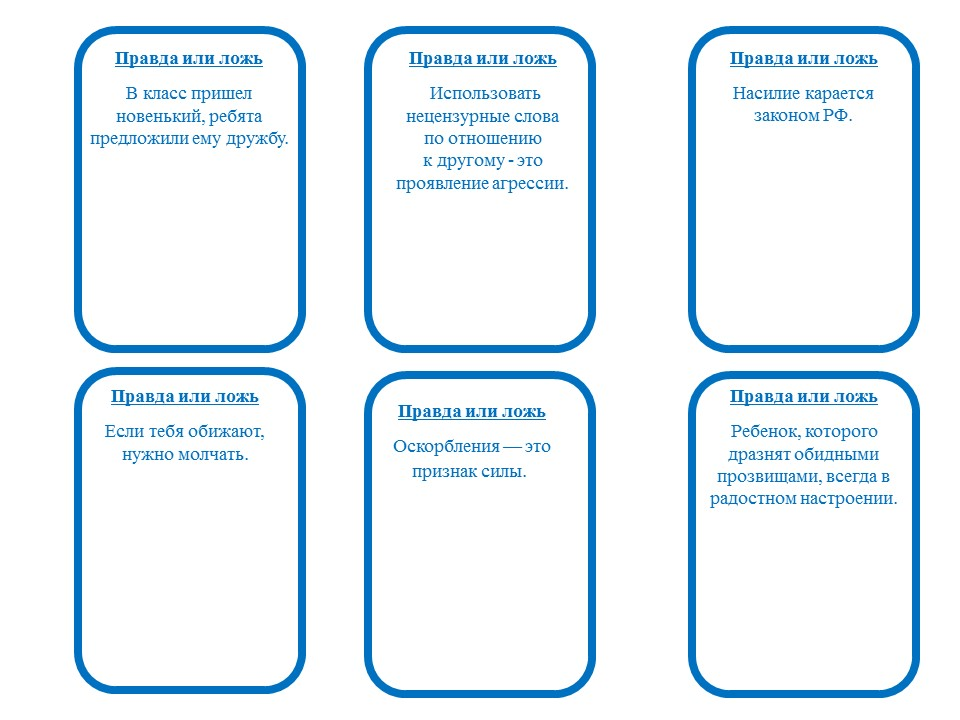 Правда или ложь
В класс пришел
новенький, ребята
предложили ему дружбу.
Правда или ложь
Использовать
нецензурные слова
по отношению
к другому - это
проявление агрессии.
Правда или ложь
Насилие карается
законом РФ.
Правда или ложь
Если тебя обижают,
нужно молчать.
Правда или ложь
Оскорбления — это
признак силы.
Правда или ложь
Ребенок, которого
дразнят обидными
прозвищами, всегда в
радостном настроении.